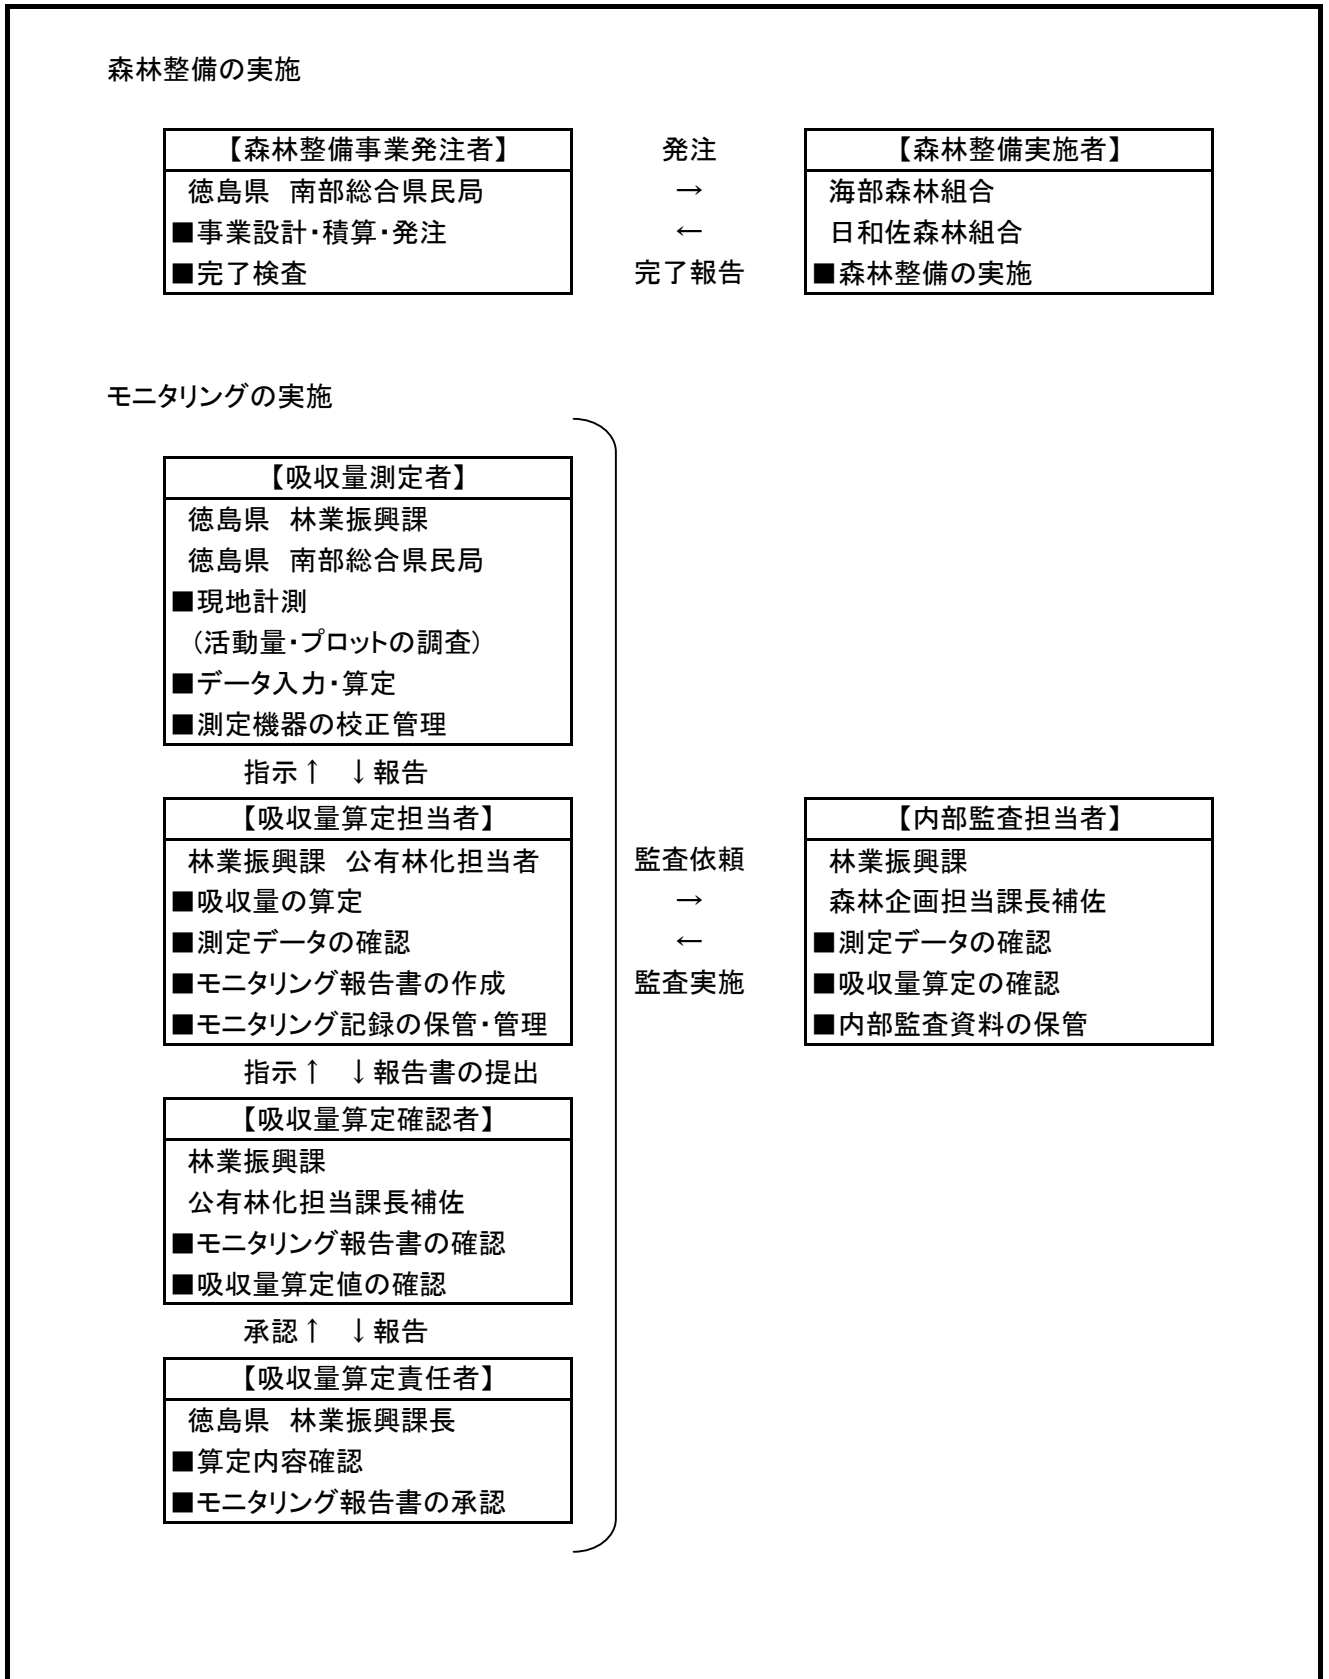 森林整備の実施
【森林整備事業発注者】
徳島県　南部総合県民局
■事業設計・積算・発注
■完了検査
発注
→
←
完了報告
【森林整備実施者】
海部森林組合
日和佐森林組合
■森林整備の実施
モニタリングの実施
【吸収量測定者】
徳島県　林業振興課
徳島県　南部総合県民局
■現地計測
（活動量・プロットの調査）
■データ入力・算定
■測定機器の校正管理
指示↑　↓報告
【吸収量算定担当者】
林業振興課　公有林化担当者
■吸収量の算定
■測定データの確認
■モニタリング報告書の作成
■モニタリング記録の保管・管理
監査依頼
→
←
監査実施
【内部監査担当者】
林業振興課
森林企画担当課長補佐
■測定データの確認
■吸収量算定の確認
■内部監査資料の保管
指示↑　↓報告書の提出
【吸収量算定確認者】
林業振興課
公有林化担当課長補佐
■モニタリング報告書の確認
■吸収量算定値の確認
承認↑　↓報告
【吸収量算定責任者】
徳島県　林業振興課長
■算定内容確認
■モニタリング報告書の承認